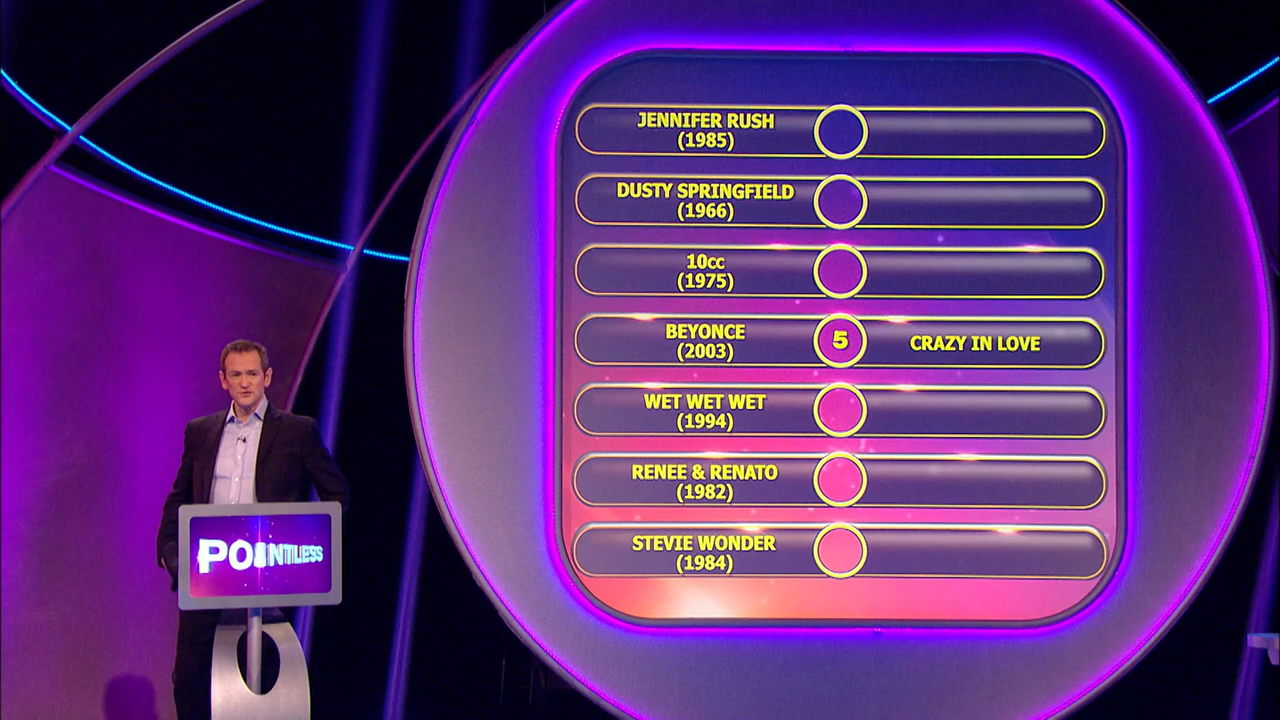 JENNIFER RUSH
(1985)
DUSTY SPRINGFIELD
(1966)
10cc
(1975)
BEYONCE
(2003)
5
CRAZY IN LOVE
WET WET WET
(1994)
RENEE & RENATO
(1982)
STEVIE WONDER
(1984)
POINTLESS